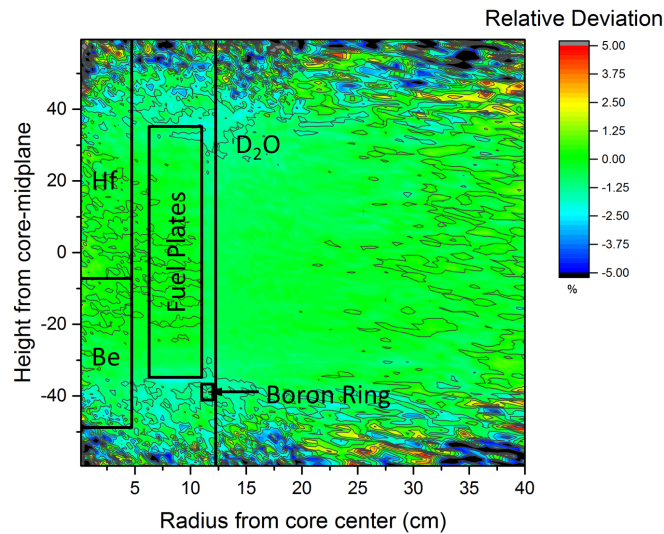 Relative Deviation
5.00
3.75
2.50
1.25
0.00
-1.25
-2.50
-3.75
-5.00
%
40
20
0
-20
-40
Height from core-midplane
Hf
Be
Fuel Plates
D₂O
Boron Ring
5 10 15 20 25 30 35 40
Radius from core center (cm)